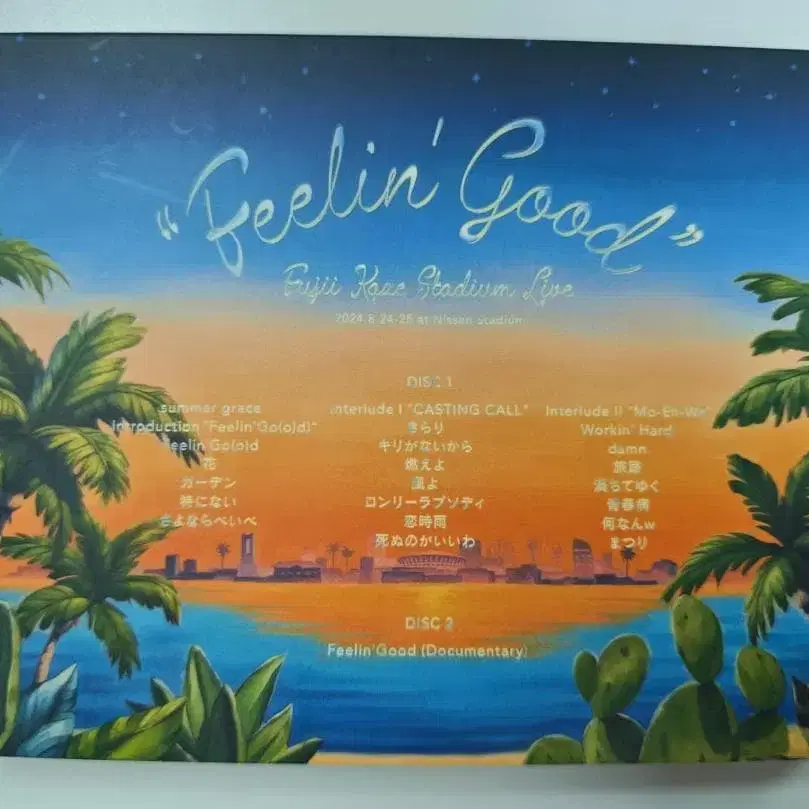 “Feelin' Good”
Fujii Kaze Stadium Live
2024.8.24-25 at Nissan Stadium
DISC 1
summer grace
Introduction "Feelin'Go(o)d)"
Feelin Go(o)d
花
ガーデン
特にない
さよならべいべ
Interlude I "CASTING CALL"
きらり
キリがないから
燃えよ
風よ
ロンリーラプソディ
恋時雨
死ぬのがいいわ
Interlude II "Mo-Eh-Wa"
Workin' Hard
damn
旅路
満ちてゆく
青春病
何なんw
まつり
DISC 2
Feelin'Good (Documentary)